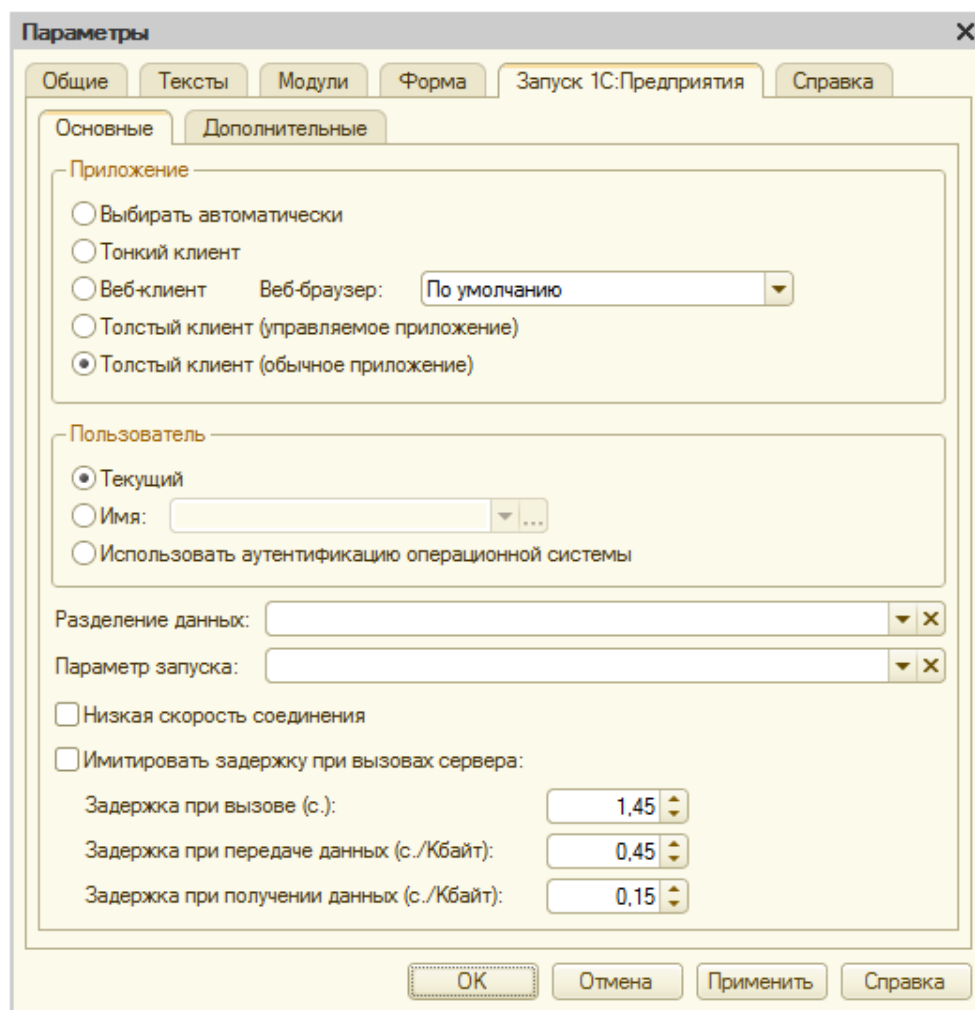 Параметры
Общие Тексты Модули Форма Запуск 1С:Предприятия Справка
Основные Дополнительные
Приложение
Выбирать автоматически
Тонкий клиент
Веб-клиент Веб-браузер: По умолчанию
Толстый клиент (управляемое приложение)
Толстый клиент (обычное приложение)
Пользователь
Текущий
Имя:
Использовать аутентификацию операционной системы
Разделение данных:
Параметр запуска:
Низкая скорость соединения
Имитировать задержку при вызовах сервера:
Задержка при вызове (с.): 1,45
Задержка при передаче данных (с./Кбайт): 0,45
Задержка при получении данных (с./Кбайт): 0,15
OK Отмена Применить Справка